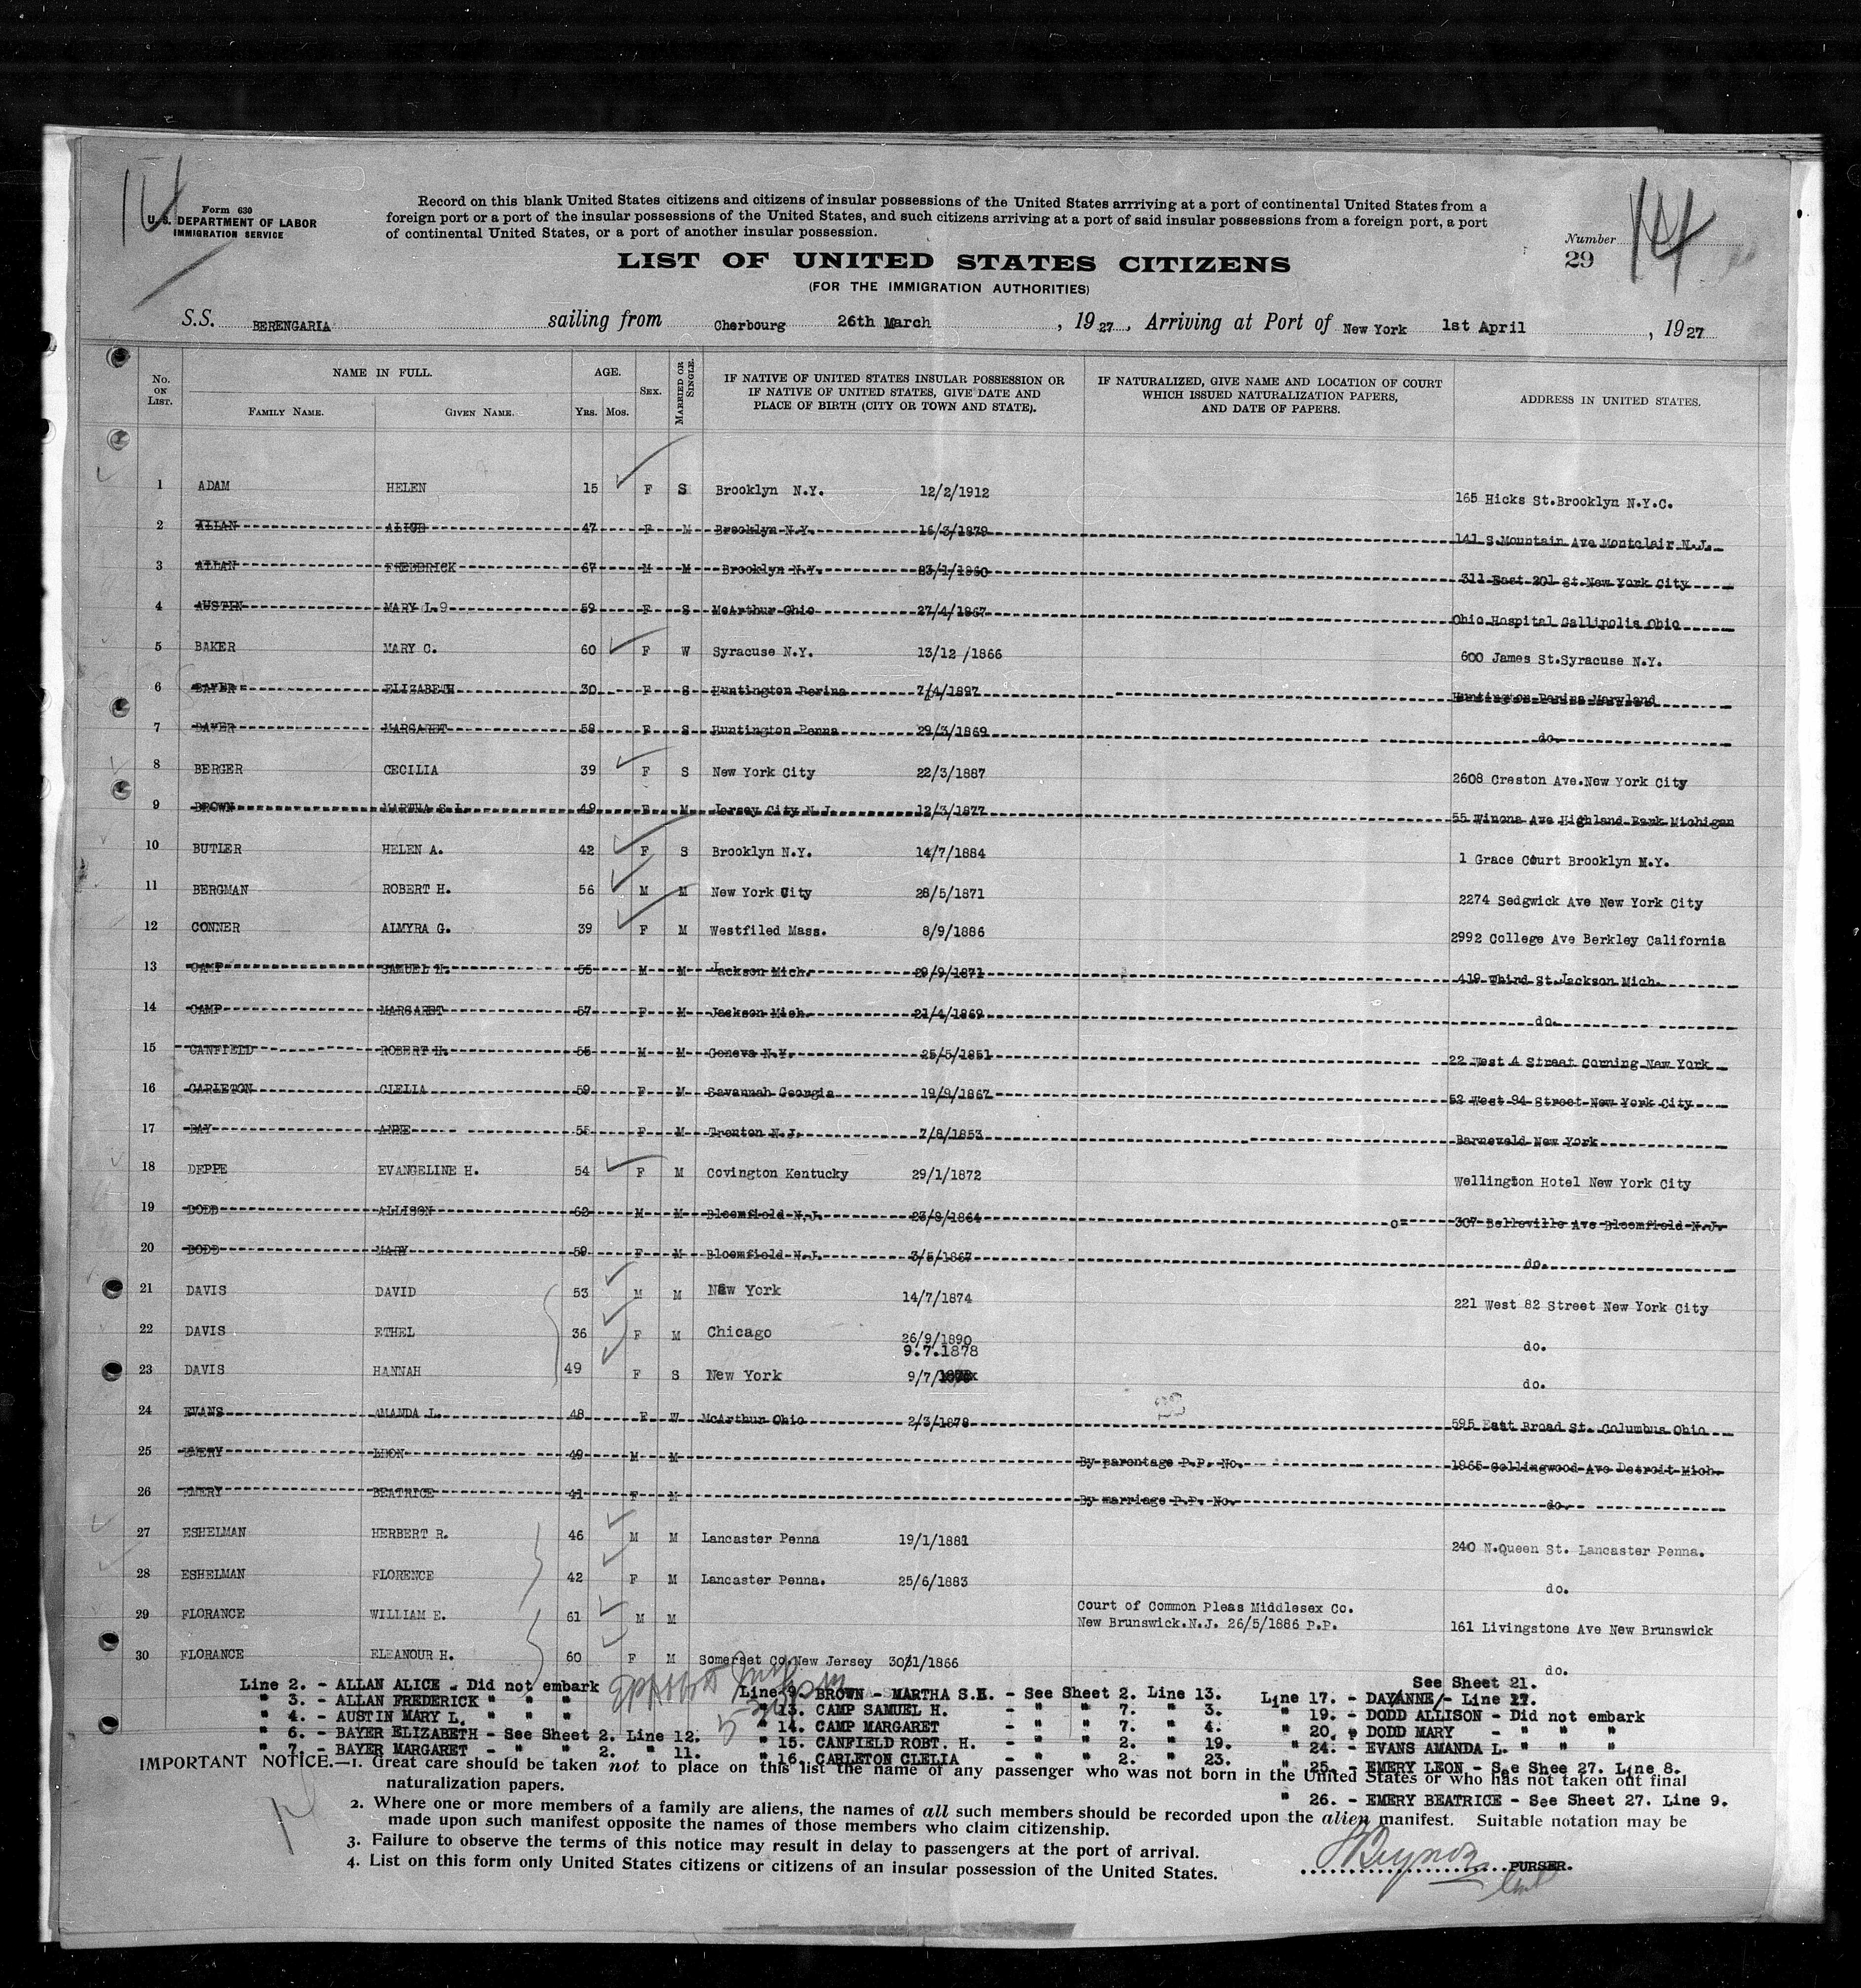 14
14
Form 630
U. S. DEPARTMENT OF LABOR
IMMIGRATION SERVICE
Record on this blank United States citizens and citizens of insular possessions of the United States arrriving at a port of continental United States from a
foreign port or a port of the insular possessions of the United States, and such citizens arriving at a port of said insular possessions from a foreign port, a port
of continental United States, or a port of another insular possession.
Number
29
LIST OF UNITED STATES CITIZENS
(FOR THE IMMIGRATION AUTHORITIES)
S.S. BERENGARIA sailing from Cherbourg 26th March, 1927, Arriving at Port of New York 1st April, 1927
No. ON LIST. NAME IN FULL. FAMILY NAME. GIVEN NAME. AGE. Yrs. Mos. SEX. MARRIED OR SINGLE. IF NATIVE OF UNITED STATES INSULAR POSSESSION OR IF NATIVE OF UNITED STATES, GIVE DATE AND PLACE OF BIRTH (CITY OR TOWN AND STATE). IF NATURALIZED, GIVE NAME AND LOCATION OF COURT WHICH ISSUED NATURALIZATION PAPERS, AND DATE OF PAPERS. ADDRESS IN UNITED STATES.
1 ADAM HELEN 15 F S Brooklyn N.Y. 12/2/1912 165 Hicks St.Brooklyn N.Y.C.
2 ALLAN ALICE 47 F M Brooklyn N.Y. 16/3/1879 141 S.Mountain Ave Montclair N.J.
3 ALLAN FREDERICK 67 M M Brooklyn N.Y. 23/1/1860 311 East 201 St.New York City
4 AUSTIN MARY L.9 59 F S McArthur Ohio 27/4/1867 Ohio Hospital Gallipolis Ohio
5 BAKER MARY C. 60 F W Syracuse N.Y. 13/12 /1866 600 James St.Syracuse N.Y.
6 BAYER ELIZABETH 30 F S Huntington 7/4/1897 Huntington Maryland
7 BAYER MARGARET 58 F S Huntington Penna 29/3/1869 do.
8 BERGER CECILIA 39 F S New York City 22/3/1887 2608 Creston Ave.New York City
9 BROWN MARTHA S.L. 49 F M Jersey City N.J. 12/3/1877 55 Winona Ave Highland Park Michigan
10 BUTLER HELEN A. 42 F S Brooklyn N.Y. 14/7/1884 1 Grace Court Brooklyn N.Y.
11 BERGMAN ROBERT H. 56 M M New York City 28/5/1871 2274 Sedgwick Ave New York City
12 CONNER ALMYRA G. 39 F M Westfiled Mass. 8/9/1886 2992 College Ave Berkley California
13 CAMP SAMUEL H. 55 M M Jackson Mich. 29/9/1871 419 Whird St.Jackson Mich.
14 CAMP MARGARET 57 F M Jackson Mich. 21/4/1869 do.
15 CANFIELD ROBERT H. 55 M M Geneva N.Y. 25/5/1851 22 West 4 Street Corning New York
16 CARLETON CLELIA 59 F M Savannah Georgia 19/9/1867 52 West 94 Street New York City
17 DAY ANNE 55 F M Trenton N.J. 7/8/1853 Barneveld New York
18 DEPPE EVANGELINE H. 54 F M Covington Kentucky 29/1/1872 Wellington Hotel New York City
19 DODD ALLISON 62 M M Bloomfield N.J. 23/8/1864 307 Belleville Ave Bloomfield N.J.
20 DODD MARY 59 F M Bloomfield N.J. 3/5/1867 do.
21 DAVIS DAVID 53 M M New York 14/7/1874 221 West 82 Street New York City
22 DAVIS ETHEL 36 F M Chicago 26/9/1890 do.
9.7.1878
23 DAVIS HANNAH 49 F S New York 9/7/ do.
24 EVANS AMANDA L. 48 F W McArthur Ohio 2/3/1878 595 East Broad St. Columbus Ohio
25 EMERY LEON 49 M M By parentage P.P. No. 1865 Collingwood Ave Detroit Mich.
26 EMERY BEATRICE 41 F M By marriage P.P. No. do.
27 ESHELMAN HERBERT R. 46 M M Lancaster Penna 19/1/1881 240 N.Queen St. Lancaster Penna.
28 ESHELMAN FLORENCE 42 F M Lancaster Penna. 25/6/1883 do.
29 FLORANCE WILLIAM E. 61 M M Court of Common Pleas Middlesex Co.
New Brunswick.N.J. 26/5/1886 P.P. 161 Livingstone Ave New Brunswick
30 FLORANCE ELEANOUR H. 60 F M Somerset Co.New Jersey 30/1/1866 do.
Line 2. - ALLAN ALICE - Did not embark
" 3. - ALLAN FREDERICK " " "
" 4. - AUSTIN MARY L. " " "
" 6. - BAYER ELIZABETH - See Sheet 2. Line 12.
" 7. - BAYER MARGARET - " " 2. " 11.
Line 9. BROWN - MARTHA S.L. - See Sheet 2. Line 13.
" 13. CAMP SAMUEL H. - " " 7. " 3.
" 14. CAMP MARGARET - " " 7. " 4.
" 15. CANFIELD ROBT. H. - " " 2. " 19.
" 16. CARLETON CLELIA - " " 2. " 23.
See Sheet 21.
Line 17. - DAY/ANNE/- Line
" 19. - DODD ALLISON - Did not embark
" 20. DODD MARY - " " "
" 24. - EVANS AMANDA L. " " "
" 25. - EMERY LEON - See Shee 27. Line 8.
" 26. - EMERY BEATRICE - See Sheet 27. Line 9.
IMPORTANT NOTICE.—1. Great care should be taken not to place on this list the name of any passenger who was not born in the United States or who has not taken out final
naturalization papers.
2. Where one or more members of a family are aliens, the names of all such members should be recorded upon the alien manifest. Suitable notation may be
made upon such manifest opposite the names of those members who claim citizenship.
3. Failure to observe the terms of this notice may result in delay to passengers at the port of arrival.
4. List on this form only United States citizens or citizens of an insular possession of the United States.
PURSER.